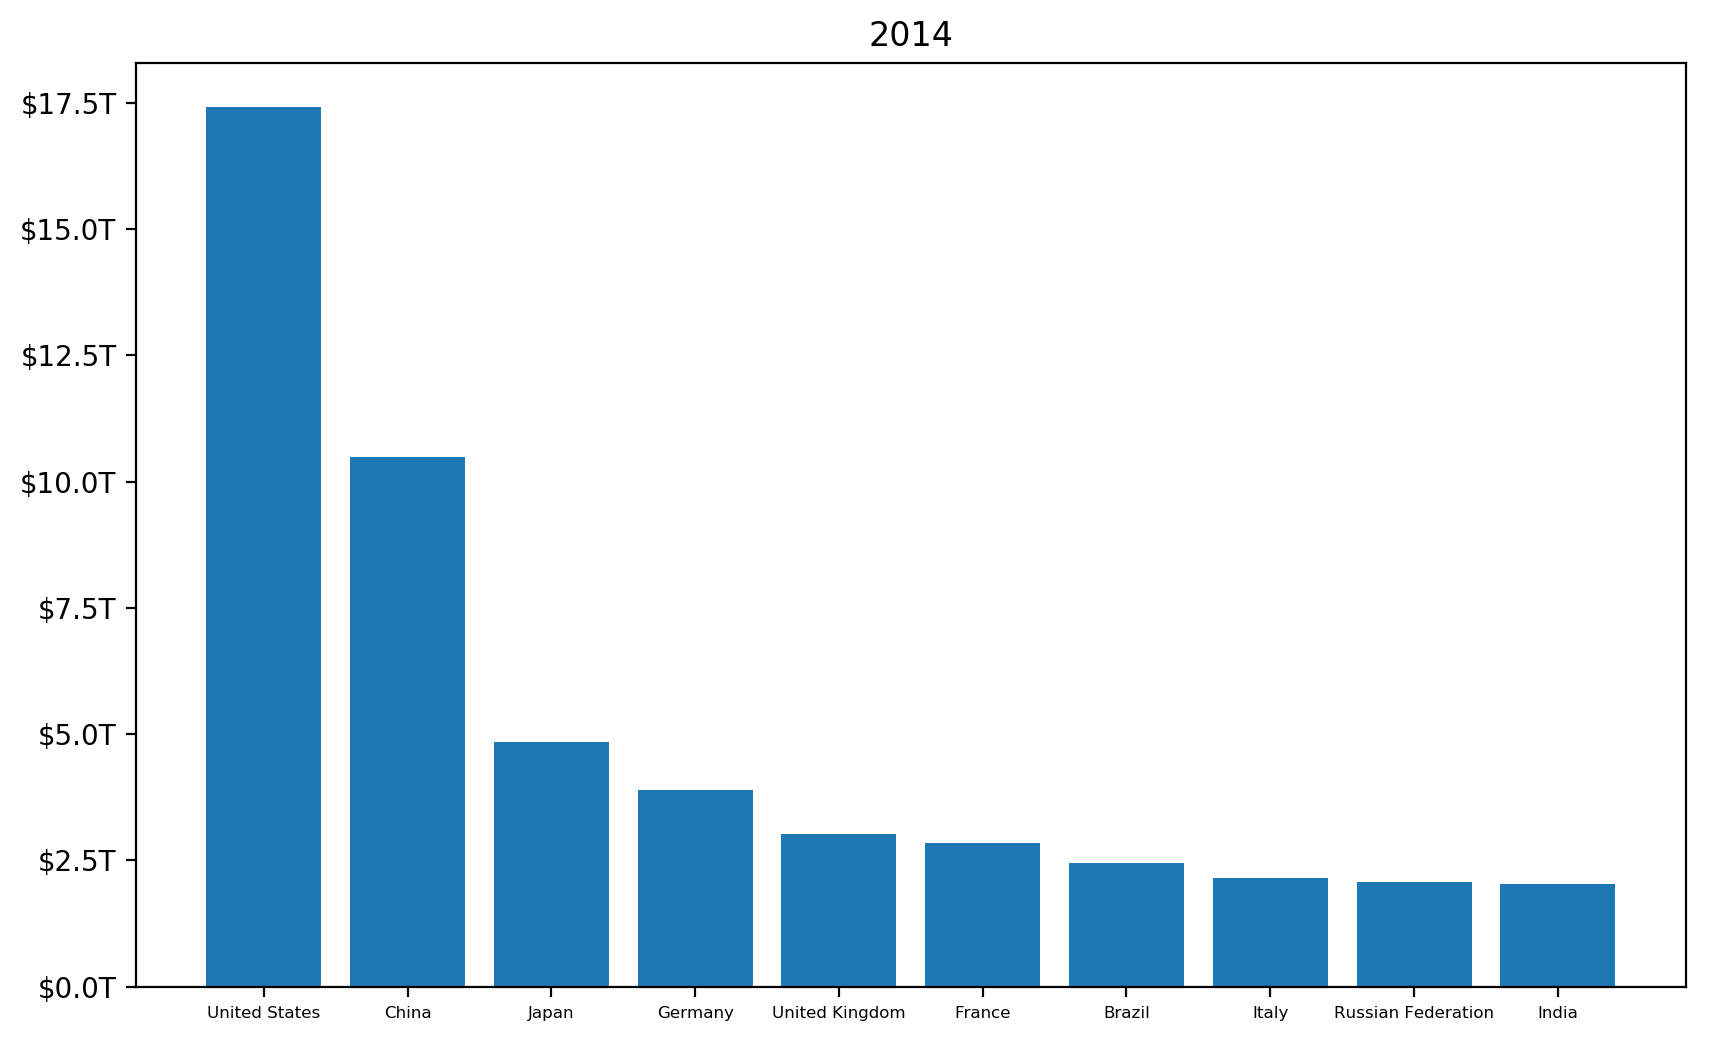 2014
$17.5T
$15.0T
$12.5T
$10.0T
$7.5T
$5.0T
$2.5T
$0.0T
United States China Japan Germany United Kingdom France Brazil Italy Russian Federation India